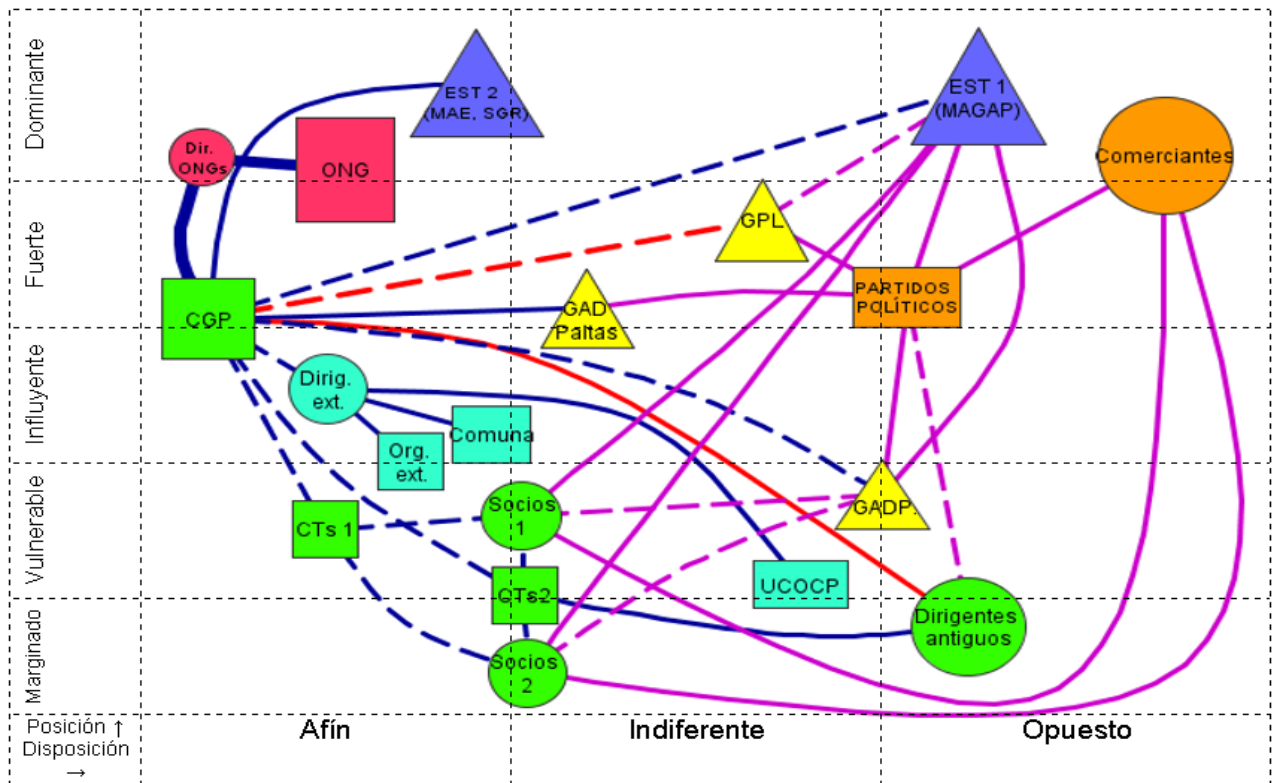 Dominante
EST 2
(MAE, SGR)
EST 1
(MAGAP)
Dir.
ONGs
ONG
Comerciantes
Fuerte
GPL
CGP
GAD
Paltas
PARTIDOS
POLÍTICOS
Influyente
Dirig.
ext.
Comuna
Org.
ext.
Vulnerable
CTs 1
Socios
1
GADP.
UCOCP
CTs2
Marginado
Dirigentes
antiguos
Socios
2
Posición ↑
Disposición
→
Afín
Indiferente
Opuesto